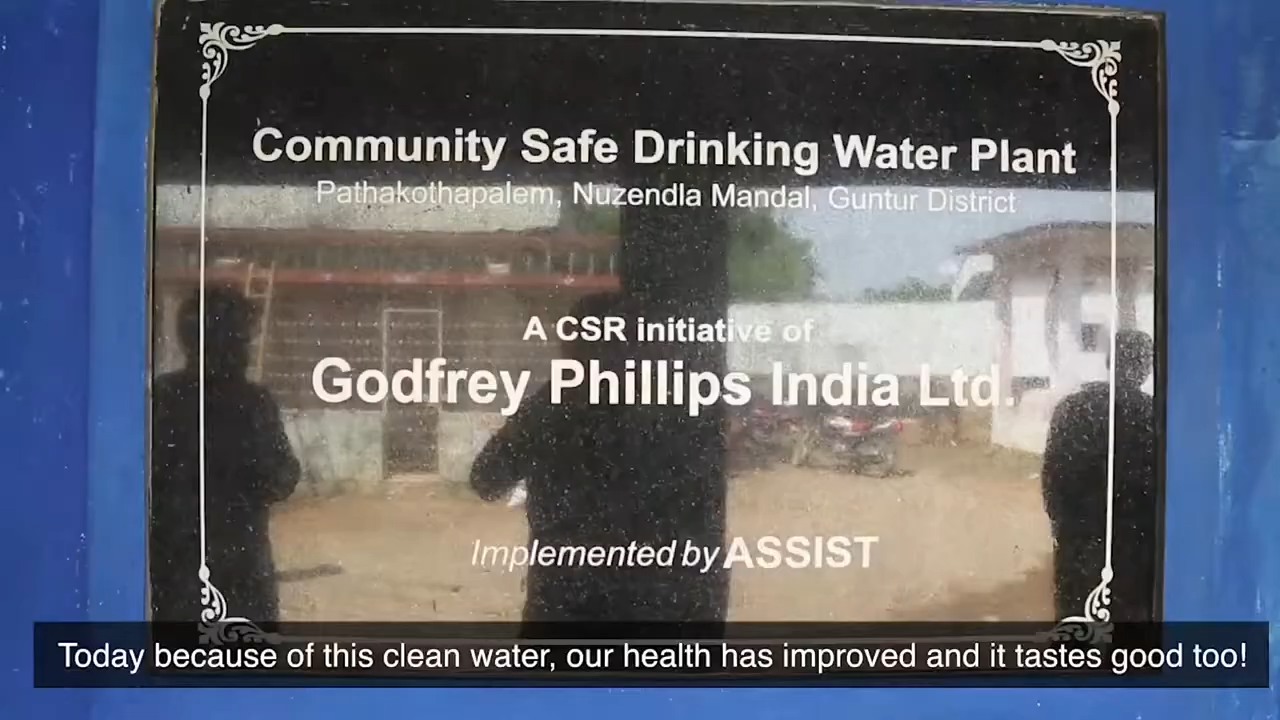 Community Safe Drinking Water Plant
Pathakothapalem, Nuzendla Mandal, Guntur District
A CSR initiative of
Godfrey Phillips India Ltd.
Implemented by ASSIST
Today because of this clean water, our health has improved and it tastes good too!